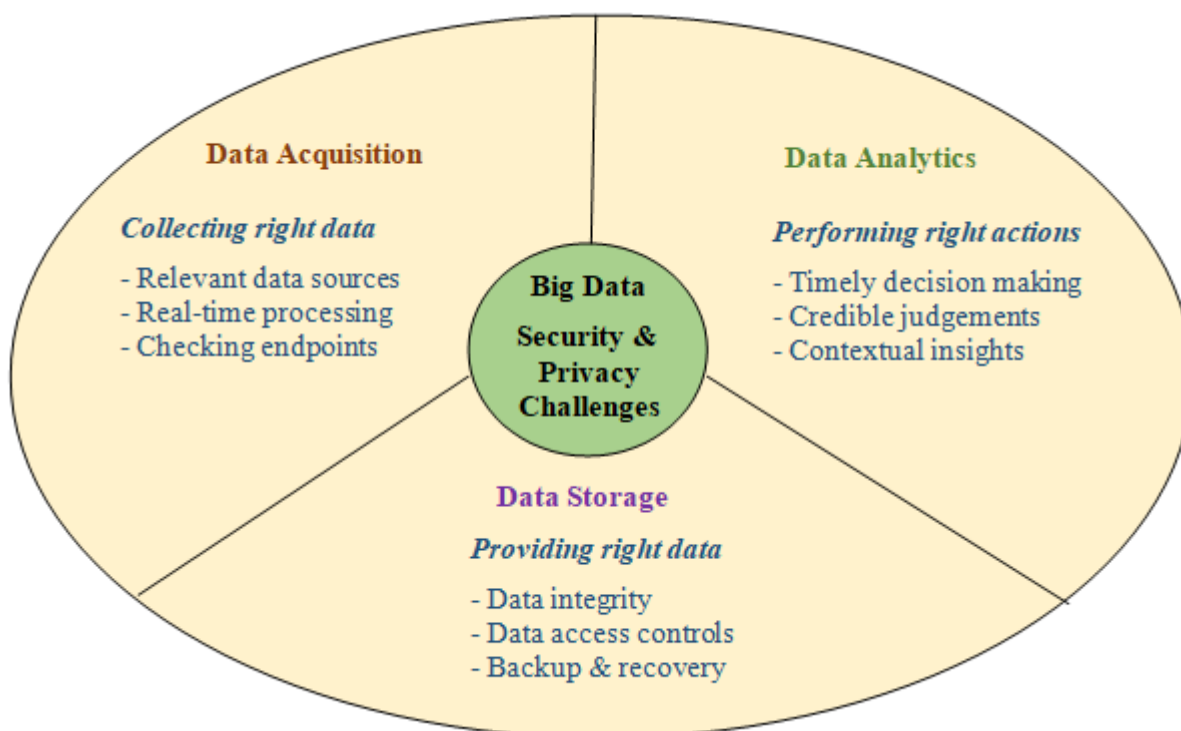 Data Acquisition
Collecting right data
- Relevant data sources
- Real-time processing
- Checking endpoints
Big Data
Security &
Privacy
Challenges
Data Analytics
Performing right actions
- Timely decision making
- Credible judgements
- Contextual insights
Data Storage
Providing right data
- Data integrity
- Data access controls
- Backup & recovery